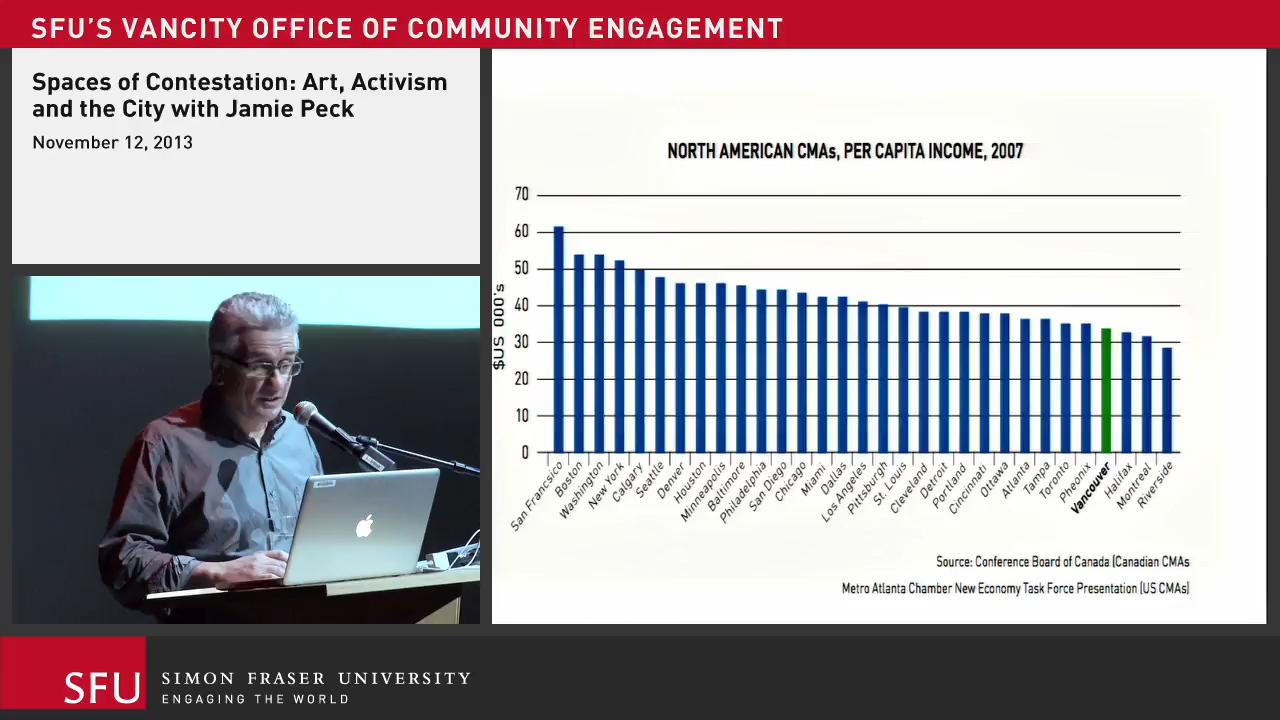 SFU'S VANCITY OFFICE OF COMMUNITY ENGAGEMENT
Spaces of Contestation: Art, Activism
and the City with Jamie Peck
November 12, 2013
NORTH AMERICAN CMAs, PER CAPITA INCOME, 2007
$US 000's
70
60
50
40
30
20
10
0
San Francsico
Boston
Washington
New York
Calgary
Seattle
Denver
Houston
Minneapolis
Baltimore
Philadelphia
San Diego
Chicago
Miami
Dallas
Los Angeles
Pittsburgh
St. Louis
Cleveland
Detroit
Portland
Cincinnati
Ottawa
Atlanta
Tampa
Toronto
Pheonix
Vancouver
Halifax
Montreal
Riverside
Source: Conference Board of Canada (Canadian CMAs
Metro Atlanta Chamber New Economy Task Force Presentation (US CMAs)
SFU
SIMON FRASER UNIVERSITY
ENGAGING THE WORLD